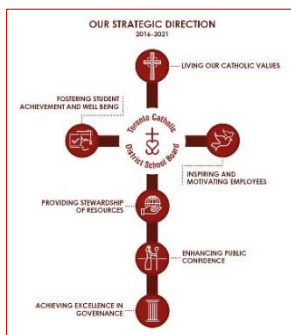 OUR STRATEGIC DIRECTION
2016-2021
LIVING OUR CATHOLIC VALUES
FOSTERING STUDENT
ACHIEVEMENT AND WELL BEING
Toronto Catholic
District School Board
INSPIRING AND
MOTIVATING EMPLOYEES
PROVIDING STEWARDSHIP
OF RESOURCES
ENHANCING PUBLIC
CONFIDENCE
ACHIEVING EXCELLENCE IN
GOVERNANCE